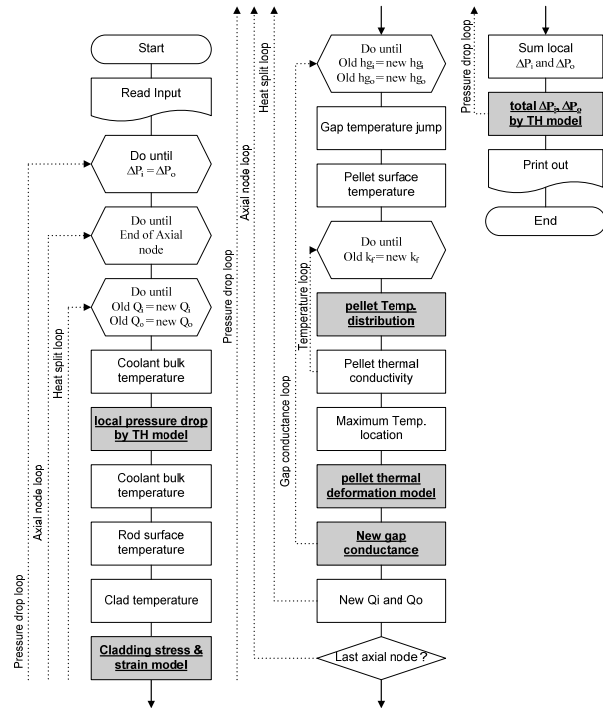 Start
Read Input
Do until
ΔPi = ΔPo
Do until
End of Axial
node
Do until
Old Qi = new Qi
Old Qo = new Qo
Coolant bulk
temperature
local pressure drop
by TH model
Coolant bulk
temperature
Rod surface
temperature
Clad temperature
Cladding stress &
strain model
Pressure drop loop
Axial node loop
Heat split loop
Pressure drop loop
Axial node loop
Heat split loop
Do until
Old hgi = new hgi
Old hgo = new hgo
Gap temperature jump
Pellet surface
temperature
Do until
Old kf = new kf
pellet Temp.
distribution
Pellet thermal
conductivity
Maximum Temp.
location
pellet thermal
deformation model
New gap
conductance
New Qi and Qo
Last axial node ?
Gap conductance loop
Temperature loop
Pressure drop loop
Sum local
ΔPi and ΔPo
total ΔPi, ΔPo
by TH model
Print out
End